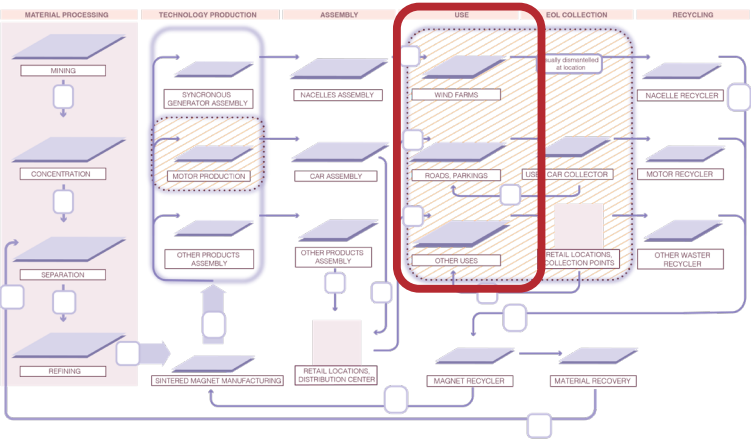 MATERIAL PROCESSING
TECHNOLOGY PRODUCTION
ASSEMBLY
USE
EOL COLLECTION
RECYCLING
MINING
SYNCRONOUS
GENERATOR ASSEMBLY
NACELLES ASSEMBLY
WIND FARMS
ually dismantelled
at location
NACELLE RECYCLER
CONCENTRATION
MOTOR PRODUCTION
CAR ASSEMBLY
ROADS, PARKINGS
CAR COLLECTOR
MOTOR RECYCLER
SEPARATION
OTHER PRODUCTS
ASSEMBLY
OTHER PRODUCTS
ASSEMBLY
OTHER USES
RETAIL LOCATIONS,
COLLECTION POINTS
OTHER WASTER
RECYCLER
REFINING
SINTERED MAGNET MANUFACTURING
RETAIL LOCATIONS,
DISTRIBUTION CENTER
MAGNET RECYCLER
MATERIAL RECOVERY